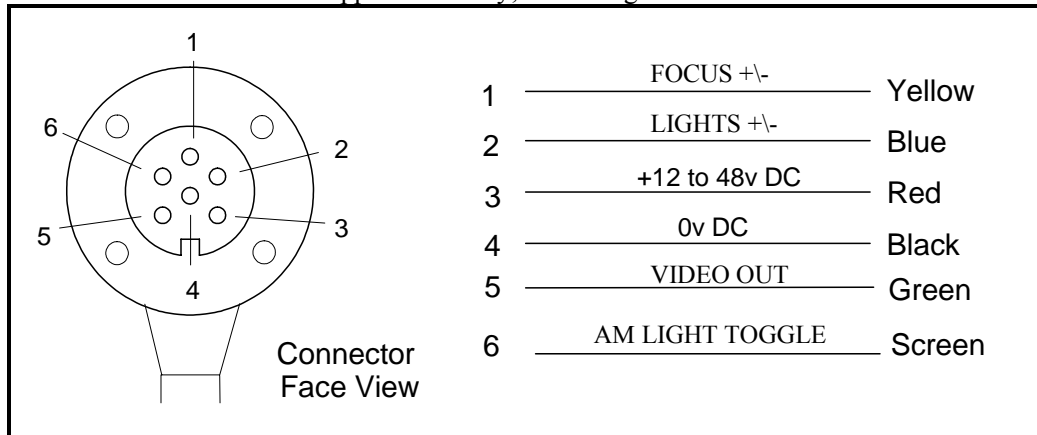 1
6
2
5
3
4
Connector
Face View
1 FOCUS +\- Yellow
2 LIGHTS +\- Blue
3 +12 to 48v DC Red
4 0v DC Black
5 VIDEO OUT Green
6 AM LIGHT TOGGLE Screen